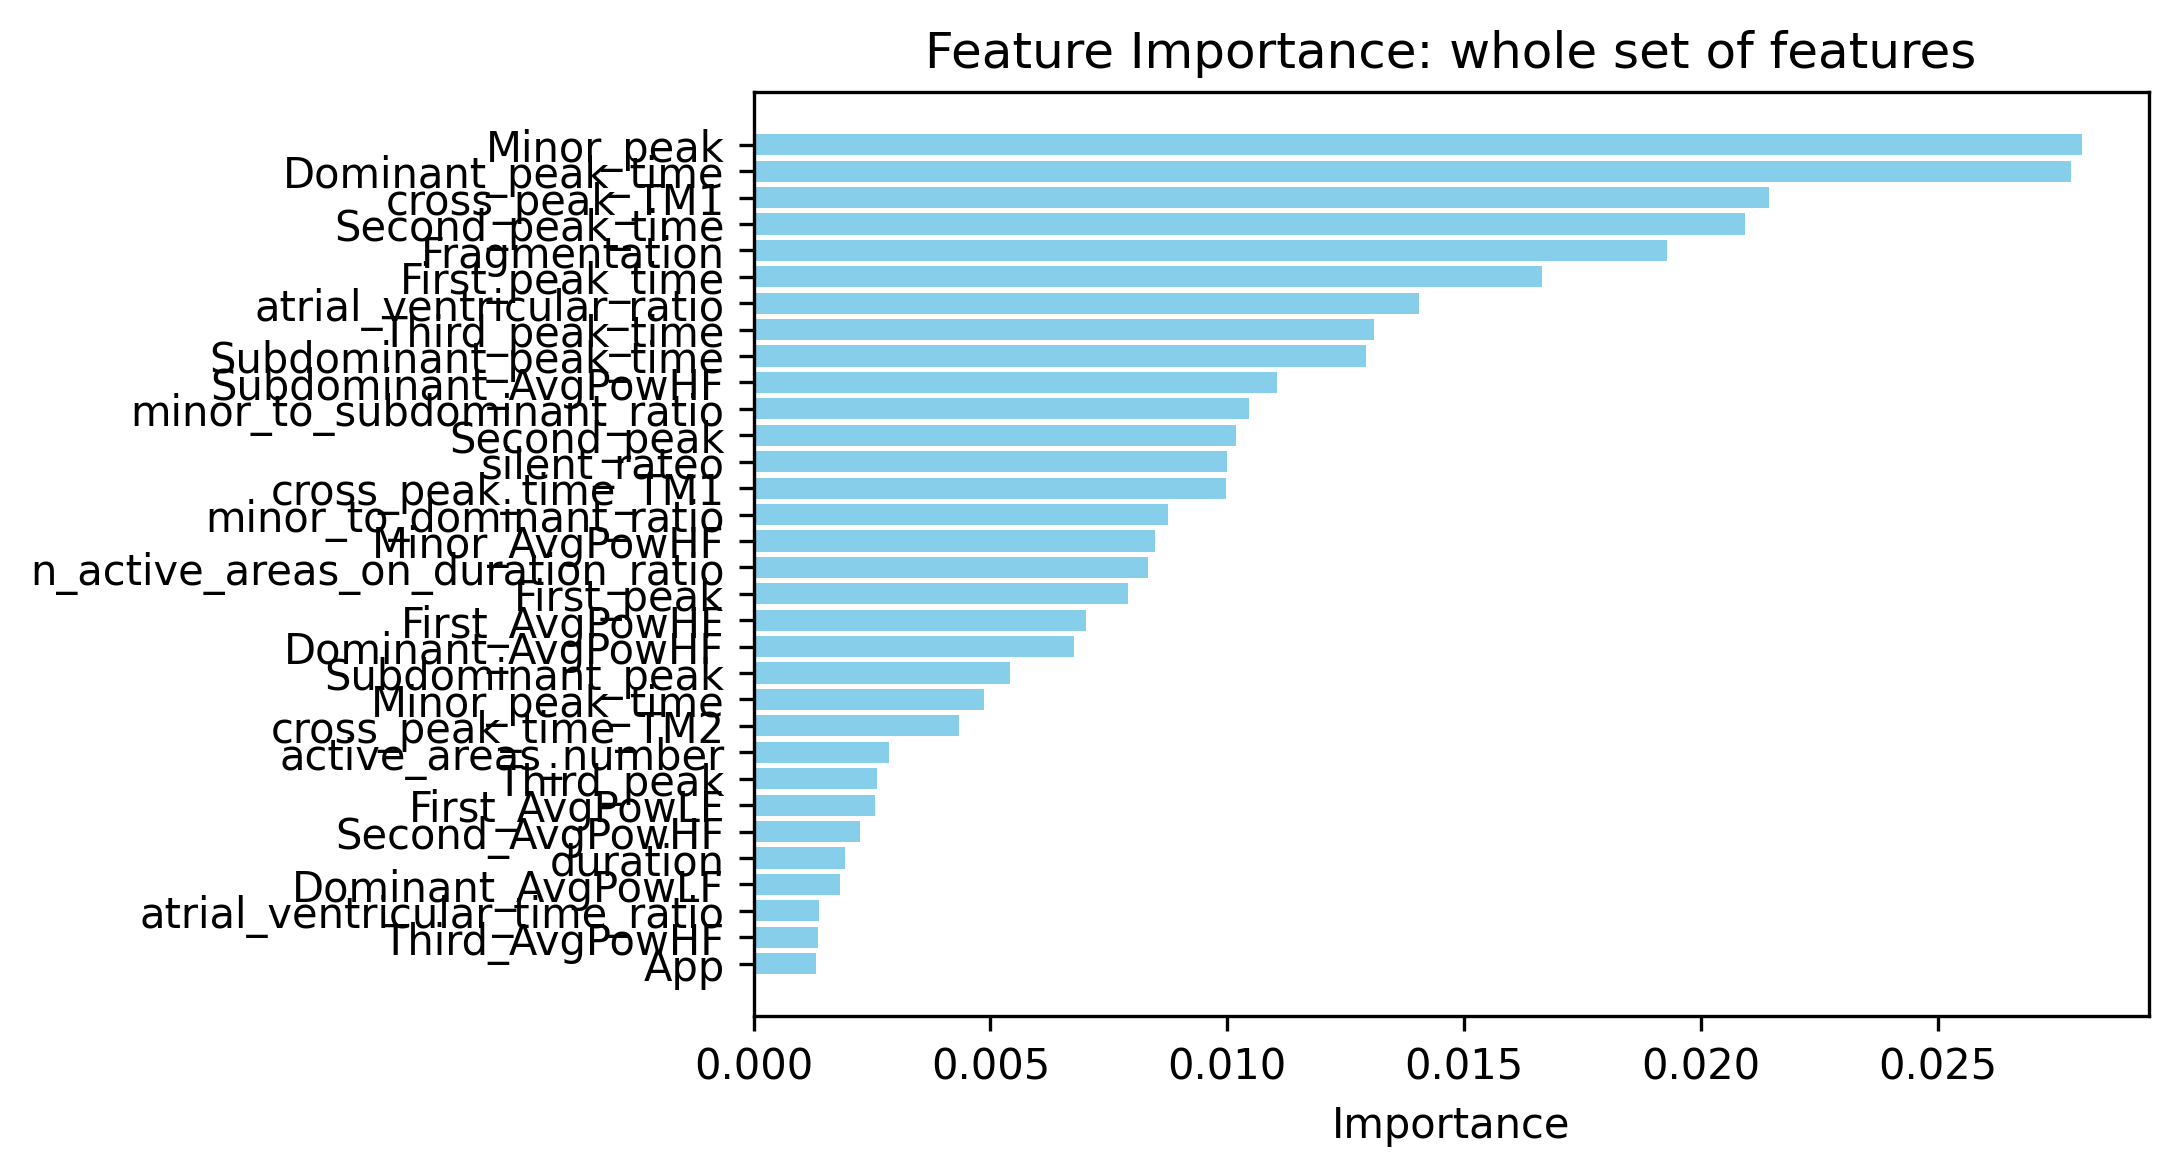 Feature Importance: whole set of features
Minor_peak
Dominant_peak_time
cross_peak_TM1
Second_peak_time
Fragmentation
First_peak_time
atrial_ventricular_ratio
Third_peak_time
Subdominant_peak_time
Subdominant_AvgPowHF
minor_to_subdominant_ratio
Second_peak
silent_rateo
cross_peak_time_TM1
minor_to_dominant_ratio
Minor_AvgPowHF
n_active_areas_on_duration_ratio
First_peak
First_AvgPowHF
Dominant_AvgPowHF
Subdominant_peak
Minor_peak_time
cross_peak_time_TM2
active_areas_number
Third_peak
First_AvgPowLF
Second_AvgPowHF
duration
Dominant_AvgPowLF
atrial_ventricular_time_ratio
Third_AvgPowHF
App
0.000 0.005 0.010 0.015 0.020 0.025
Importance